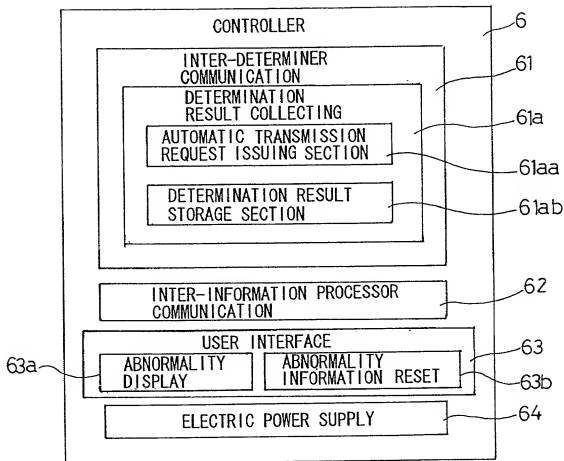 CONTROLLER
6
INTER-DETERMINER
COMMUNICATION
61
DETERMINATION
RESULT COLLECTING
61a
AUTOMATIC TRANSMISSION
REQUEST ISSUING SECTION
61aa
DETERMINATION RESULT
STORAGE SECTION
61ab
INTER-INFORMATION PROCESSOR
COMMUNICATION
62
USER INTERFACE
63
63a
ABNORMALITY
DISPLAY
ABNORMALITY
INFORMATION RESET
63b
ELECTRIC POWER SUPPLY
64